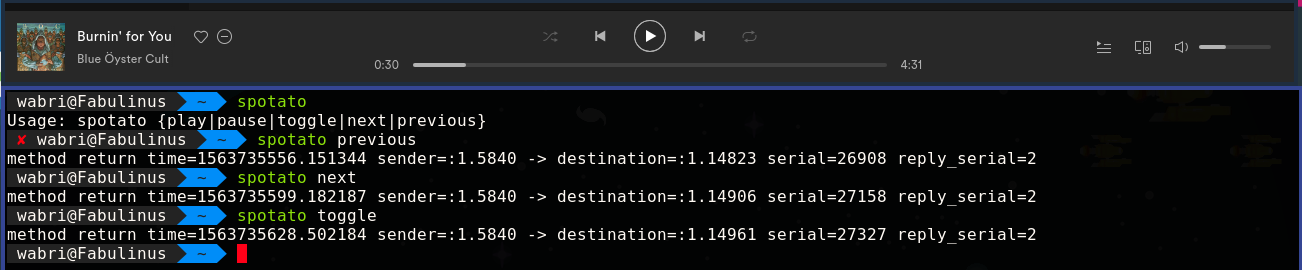 Burnin' for You
Blue Öyster Cult
0:30
4:31
wabri@Fabulinus ~ spotato
Usage: spotato {play|pause|toggle|next|previous}
✘ wabri@Fabulinus ~ spotato previous
method return time=1563735556.151344 sender=:1.5840 -> destination=:1.14823 serial=26908 reply_serial=2
wabri@Fabulinus ~ spotato next
method return time=1563735599.182187 sender=:1.5840 -> destination=:1.14906 serial=27158 reply_serial=2
wabri@Fabulinus ~ spotato toggle
method return time=1563735628.502184 sender=:1.5840 -> destination=:1.14961 serial=27327 reply_serial=2
wabri@Fabulinus ~